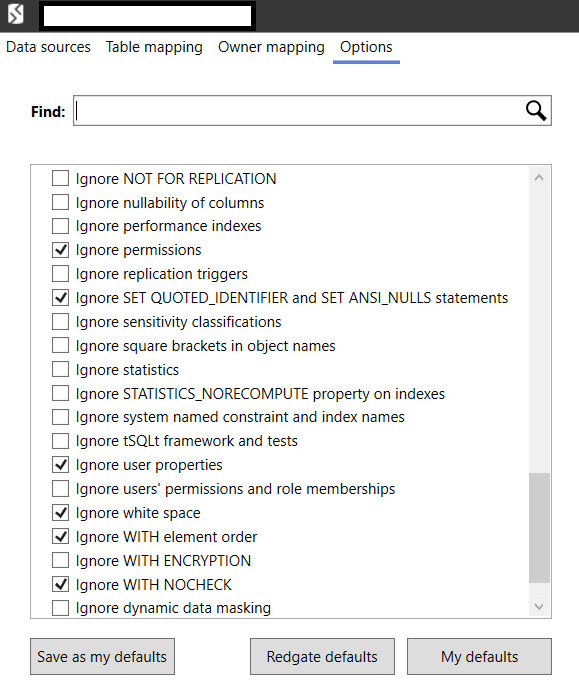 Data sources Table mapping Owner mapping Options
Find:
Ignore NOT FOR REPLICATION
Ignore nullability of columns
Ignore performance indexes
Ignore permissions
Ignore replication triggers
Ignore SET QUOTED_IDENTIFIER and SET ANSI_NULLS statements
Ignore sensitivity classifications
Ignore square brackets in object names
Ignore statistics
Ignore STATISTICS_NORECOMPUTE property on indexes
Ignore system named constraint and index names
Ignore tSQLt framework and tests
Ignore user properties
Ignore users' permissions and role memberships
Ignore white space
Ignore WITH element order
Ignore WITH ENCRYPTION
Ignore WITH NOCHECK
Ignore dynamic data masking
Save as my defaults Redgate defaults My defaults